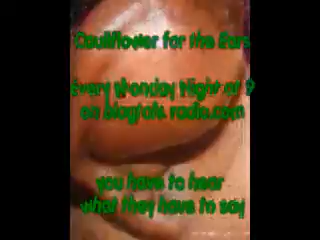 Cauliflower for the Ears
Every Monday Night at 9
on blogtalk radio.com
you have to hear
what they have to say